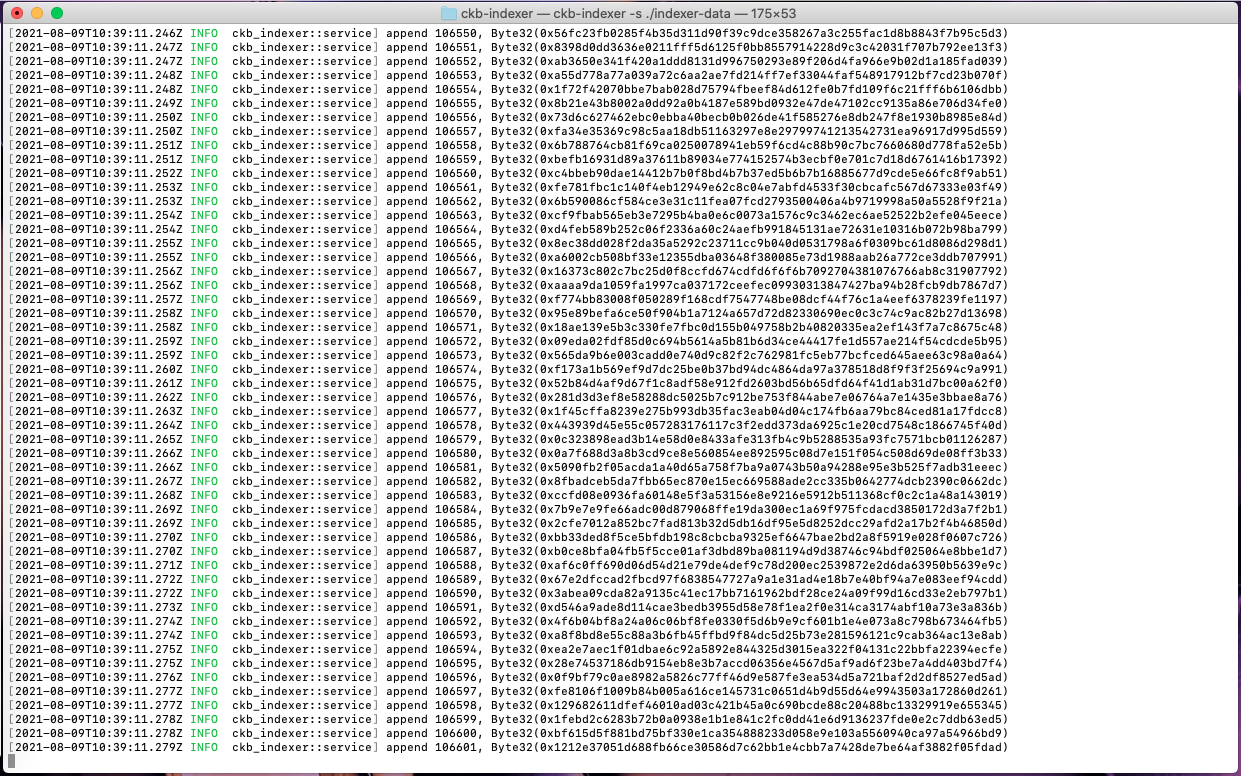 ckb-indexer — ckb-indexer -s ./indexer-data — 175×53
[2021-08-09T10:39:11.246Z INFO  ckb_indexer::service] append 106550, Byte32(0x56fc23fb0285f4b35d311d90f39c9dce358267a3c255fac1d8b8843f7b95c5d3)
[2021-08-09T10:39:11.247Z INFO  ckb_indexer::service] append 106551, Byte32(0x8398d0dd3636e0211fff5d6125f0bb8557914228d9c3c42031f707b792ee13f3)
[2021-08-09T10:39:11.247Z INFO  ckb_indexer::service] append 106552, Byte32(0xab3650e341f420a1ddd8131d996750293e89f206d4fa966e9b02d1a185fad039)
[2021-08-09T10:39:11.248Z INFO  ckb_indexer::service] append 106553, Byte32(0xa55d778a77a039a72c6aa2ae7fd214ff7ef33044faf548917912bf7cd23b070f)
[2021-08-09T10:39:11.248Z INFO  ckb_indexer::service] append 106554, Byte32(0x1f72f42070bbe7bab028d75794fbeef84d612fe0b7fd109f6c21fff6b6106dbb)
[2021-08-09T10:39:11.249Z INFO  ckb_indexer::service] append 106555, Byte32(0x8b21e43b8002a0dd92a0b4187e589bd0932e47de47102cc9135a86e706d34fe0)
[2021-08-09T10:39:11.250Z INFO  ckb_indexer::service] append 106556, Byte32(0x73d6c627462ebc0ebba40becb0b026de41f585276e8db247f8e1930b8985e84d)
[2021-08-09T10:39:11.250Z INFO  ckb_indexer::service] append 106557, Byte32(0xfa34e35369c98c5aa18db51163297e8e29799741213542731ea96917d995d559)
[2021-08-09T10:39:11.251Z INFO  ckb_indexer::service] append 106558, Byte32(0x6b788764cb81f69ca0250078941eb59f6cd4c88b90c7bc7660680d778fa52e5b)
[2021-08-09T10:39:11.251Z INFO  ckb_indexer::service] append 106559, Byte32(0xbefb16931d89a37611b89034e774152574b3ecbf0e701c7d18d6761416b17392)
[2021-08-09T10:39:11.252Z INFO  ckb_indexer::service] append 106560, Byte32(0xc4bbeb90dae14412b7b0f8bd4b7b37ed5b6b7b16885677d9cde5e66fc8f9ab51)
[2021-08-09T10:39:11.253Z INFO  ckb_indexer::service] append 106561, Byte32(0xfe781fbc1c140f4eb12949e62c8c04e7abfd4533f30cbcafc567d67333e03f49)
[2021-08-09T10:39:11.253Z INFO  ckb_indexer::service] append 106562, Byte32(0x6b590086cf584ce3e31c11fea07fcd2793500406a4b9719998a50a5528f9f21a)
[2021-08-09T10:39:11.254Z INFO  ckb_indexer::service] append 106563, Byte32(0xcf9fbab565eb3e7295b4ba0e6c0073a1576c9c3462ec6ae52522b2efe045eece)
[2021-08-09T10:39:11.254Z INFO  ckb_indexer::service] append 106564, Byte32(0xd4feb589b252c06f2336a60c24aefb991845131ae72631e10316b072b98ba799)
[2021-08-09T10:39:11.255Z INFO  ckb_indexer::service] append 106565, Byte32(0x8ec38dd028f2da35a5292c23711cc9b040d0531798a6f0309bc61d8086d298d1)
[2021-08-09T10:39:11.255Z INFO  ckb_indexer::service] append 106566, Byte32(0xa6002cb508bf33e12355dba03648f380085e73d1988aab26a772ce3ddb707991)
[2021-08-09T10:39:11.256Z INFO  ckb_indexer::service] append 106567, Byte32(0x16373c802c7bc25d0f8ccfd674cdfd6f6f6b7092704381076766ab8c31907792)
[2021-08-09T10:39:11.256Z INFO  ckb_indexer::service] append 106568, Byte32(0xaaaa9da1059fa1997ca037172ceefec09930313847427ba94b28fcb9db7867d7)
[2021-08-09T10:39:11.257Z INFO  ckb_indexer::service] append 106569, Byte32(0xf774bb83008f050289f168cdf7547748be08dcf44f76c1a4eef6378239fe1197)
[2021-08-09T10:39:11.258Z INFO  ckb_indexer::service] append 106570, Byte32(0x95e89befa6ce50f904b1a7124a657d72d82330690ec0c3c74c9ac82b27d13698)
[2021-08-09T10:39:11.258Z INFO  ckb_indexer::service] append 106571, Byte32(0x18ae139e5b3c330fe7fbc0d155b049758b2b40820335ea2ef143f7a7c8675c48)
[2021-08-09T10:39:11.259Z INFO  ckb_indexer::service] append 106572, Byte32(0x09eda02fdf85d0c694b5614a5b81b6d34ce44417fe1d557ae214f54cdcde5b95)
[2021-08-09T10:39:11.259Z INFO  ckb_indexer::service] append 106573, Byte32(0x565da9b6e003cadd0e740d9c82f2c762981fc5eb77bcfced645aee63c98a0a64)
[2021-08-09T10:39:11.260Z INFO  ckb_indexer::service] append 106574, Byte32(0xf173a1b569ef9d7dc25be0b37bd94dc4864da97a378518d8f9f3f25694c9a991)
[2021-08-09T10:39:11.261Z INFO  ckb_indexer::service] append 106575, Byte32(0x52b84d4af9d67f1c8adf58e912fd2603bd56b65dfd64f41d1ab31d7bc00a62f0)
[2021-08-09T10:39:11.262Z INFO  ckb_indexer::service] append 106576, Byte32(0x281d3d3ef8e58288dc5025b7c912be753f844abe7e06764a7e1435e3bbae8a76)
[2021-08-09T10:39:11.263Z INFO  ckb_indexer::service] append 106577, Byte32(0x1f45cffa8239e275b993db35fac3eab04d04c174fb6aa79bc84ced81a17fdcc8)
[2021-08-09T10:39:11.264Z INFO  ckb_indexer::service] append 106578, Byte32(0x443939d45e55c057283176117c3f2edd373da6925c1e20cd7548c1866745f40d)
[2021-08-09T10:39:11.265Z INFO  ckb_indexer::service] append 106579, Byte32(0x0c323898ead3b14e58d0e8433afe313fb4c9b5288535a93fc7571bcb01126287)
[2021-08-09T10:39:11.266Z INFO  ckb_indexer::service] append 106580, Byte32(0x0a7f688d3a8b3cd9ce8e560854ee892595c08d7e151f054c508d69de08ff3b33)
[2021-08-09T10:39:11.266Z INFO  ckb_indexer::service] append 106581, Byte32(0x5090fb2f05acda1a40d65a758f7ba9a0743b50a94288e95e3b525f7adb31eeec)
[2021-08-09T10:39:11.267Z INFO  ckb_indexer::service] append 106582, Byte32(0x8fbadceb5da7fbb65ec870e15ec669588ade2cc335b0642774dcb2390c0662dc)
[2021-08-09T10:39:11.268Z INFO  ckb_indexer::service] append 106583, Byte32(0xccfd08e0936fa60148e5f3a53156e8e9216e5912b511368cf0c2c1a48a143019)
[2021-08-09T10:39:11.269Z INFO  ckb_indexer::service] append 106584, Byte32(0x7b9e7e9fe66adc00d879068ffe19da300ec1a69f975fcdacd3850172d3a7f2b1)
[2021-08-09T10:39:11.269Z INFO  ckb_indexer::service] append 106585, Byte32(0x2cfe7012a852bc7fad813b32d5db16df95e5d8252dcc29afd2a17b2f4b46850d)
[2021-08-09T10:39:11.270Z INFO  ckb_indexer::service] append 106586, Byte32(0xbb33ded8f5ce5bfdb198c8cbcba9325ef6647bae2bd2a8f5919e028f0607c726)
[2021-08-09T10:39:11.270Z INFO  ckb_indexer::service] append 106587, Byte32(0xb0ce8bfa04fb5f5cce01af3dbd89ba081194d9d38746c94bdf025064e8bbe1d7)
[2021-08-09T10:39:11.271Z INFO  ckb_indexer::service] append 106588, Byte32(0xaf6c0ff690d06d54d21e79de4def9c78d200ec2539872e2d6da63950b5639e9c)
[2021-08-09T10:39:11.272Z INFO  ckb_indexer::service] append 106589, Byte32(0x67e2dfccad2fbcd97f6838547727a9a1e31ad4e18b7e40bf94a7e083eef94cdd)
[2021-08-09T10:39:11.272Z INFO  ckb_indexer::service] append 106590, Byte32(0x3abea09cda82a9135c41ec17bb7161962bdf28ce24a09f99d16cd33e2eb797b1)
[2021-08-09T10:39:11.273Z INFO  ckb_indexer::service] append 106591, Byte32(0xd546a9ade8d114cae3bedb3955d58e78f1ea2f0e314ca3174abf10a73e3a836b)
[2021-08-09T10:39:11.274Z INFO  ckb_indexer::service] append 106592, Byte32(0x4f6b04bf8a24a06c06bf8fe0330f5d6b9e9cf601b1e4e073a8c798b673464fb5)
[2021-08-09T10:39:11.274Z INFO  ckb_indexer::service] append 106593, Byte32(0xa8f8bd8e55c88a3b6fb45ffbd9f84dc5d25b73e281596121c9cab364ac13e8ab)
[2021-08-09T10:39:11.275Z INFO  ckb_indexer::service] append 106594, Byte32(0xea2e7aec1f01dbae6c92a5892e844325d3015ea322f04131c22bbfa22394ecfe)
[2021-08-09T10:39:11.276Z INFO  ckb_indexer::service] append 106595, Byte32(0x28e74537186db9154eb8e3b7accd06356e4567d5af9ad6f23be7a4dd403bd7f4)
[2021-08-09T10:39:11.276Z INFO  ckb_indexer::service] append 106596, Byte32(0x0f9bf79c0ae8982a5826c77ff46d9e587fe3ea534d5a721baf2d2df8527ed5ad)
[2021-08-09T10:39:11.277Z INFO  ckb_indexer::service] append 106597, Byte32(0xfe8106f1009b84b005a616ce145731c0651d4b9d55d64e9943503a172860d261)
[2021-08-09T10:39:11.277Z INFO  ckb_indexer::service] append 106598, Byte32(0x129682611dfef46010ad03c421b45a0c690bcde88c20488bc13329919e655345)
[2021-08-09T10:39:11.278Z INFO  ckb_indexer::service] append 106599, Byte32(0x1febd2c6283b72b0a0938e1b1e841c2fc0dd41e6d9136237fde0e2c7ddb63ed5)
[2021-08-09T10:39:11.278Z INFO  ckb_indexer::service] append 106600, Byte32(0xbf615d5f881bd75bf330e1ca354888233d058e9e103a5560940ca97a54966bd9)
[2021-08-09T10:39:11.279Z INFO  ckb_indexer::service] append 106601, Byte32(0x1212e37051d688fb66ce30586d7c62bb1e4cbb7a7428de7be64af3882f05fdad)